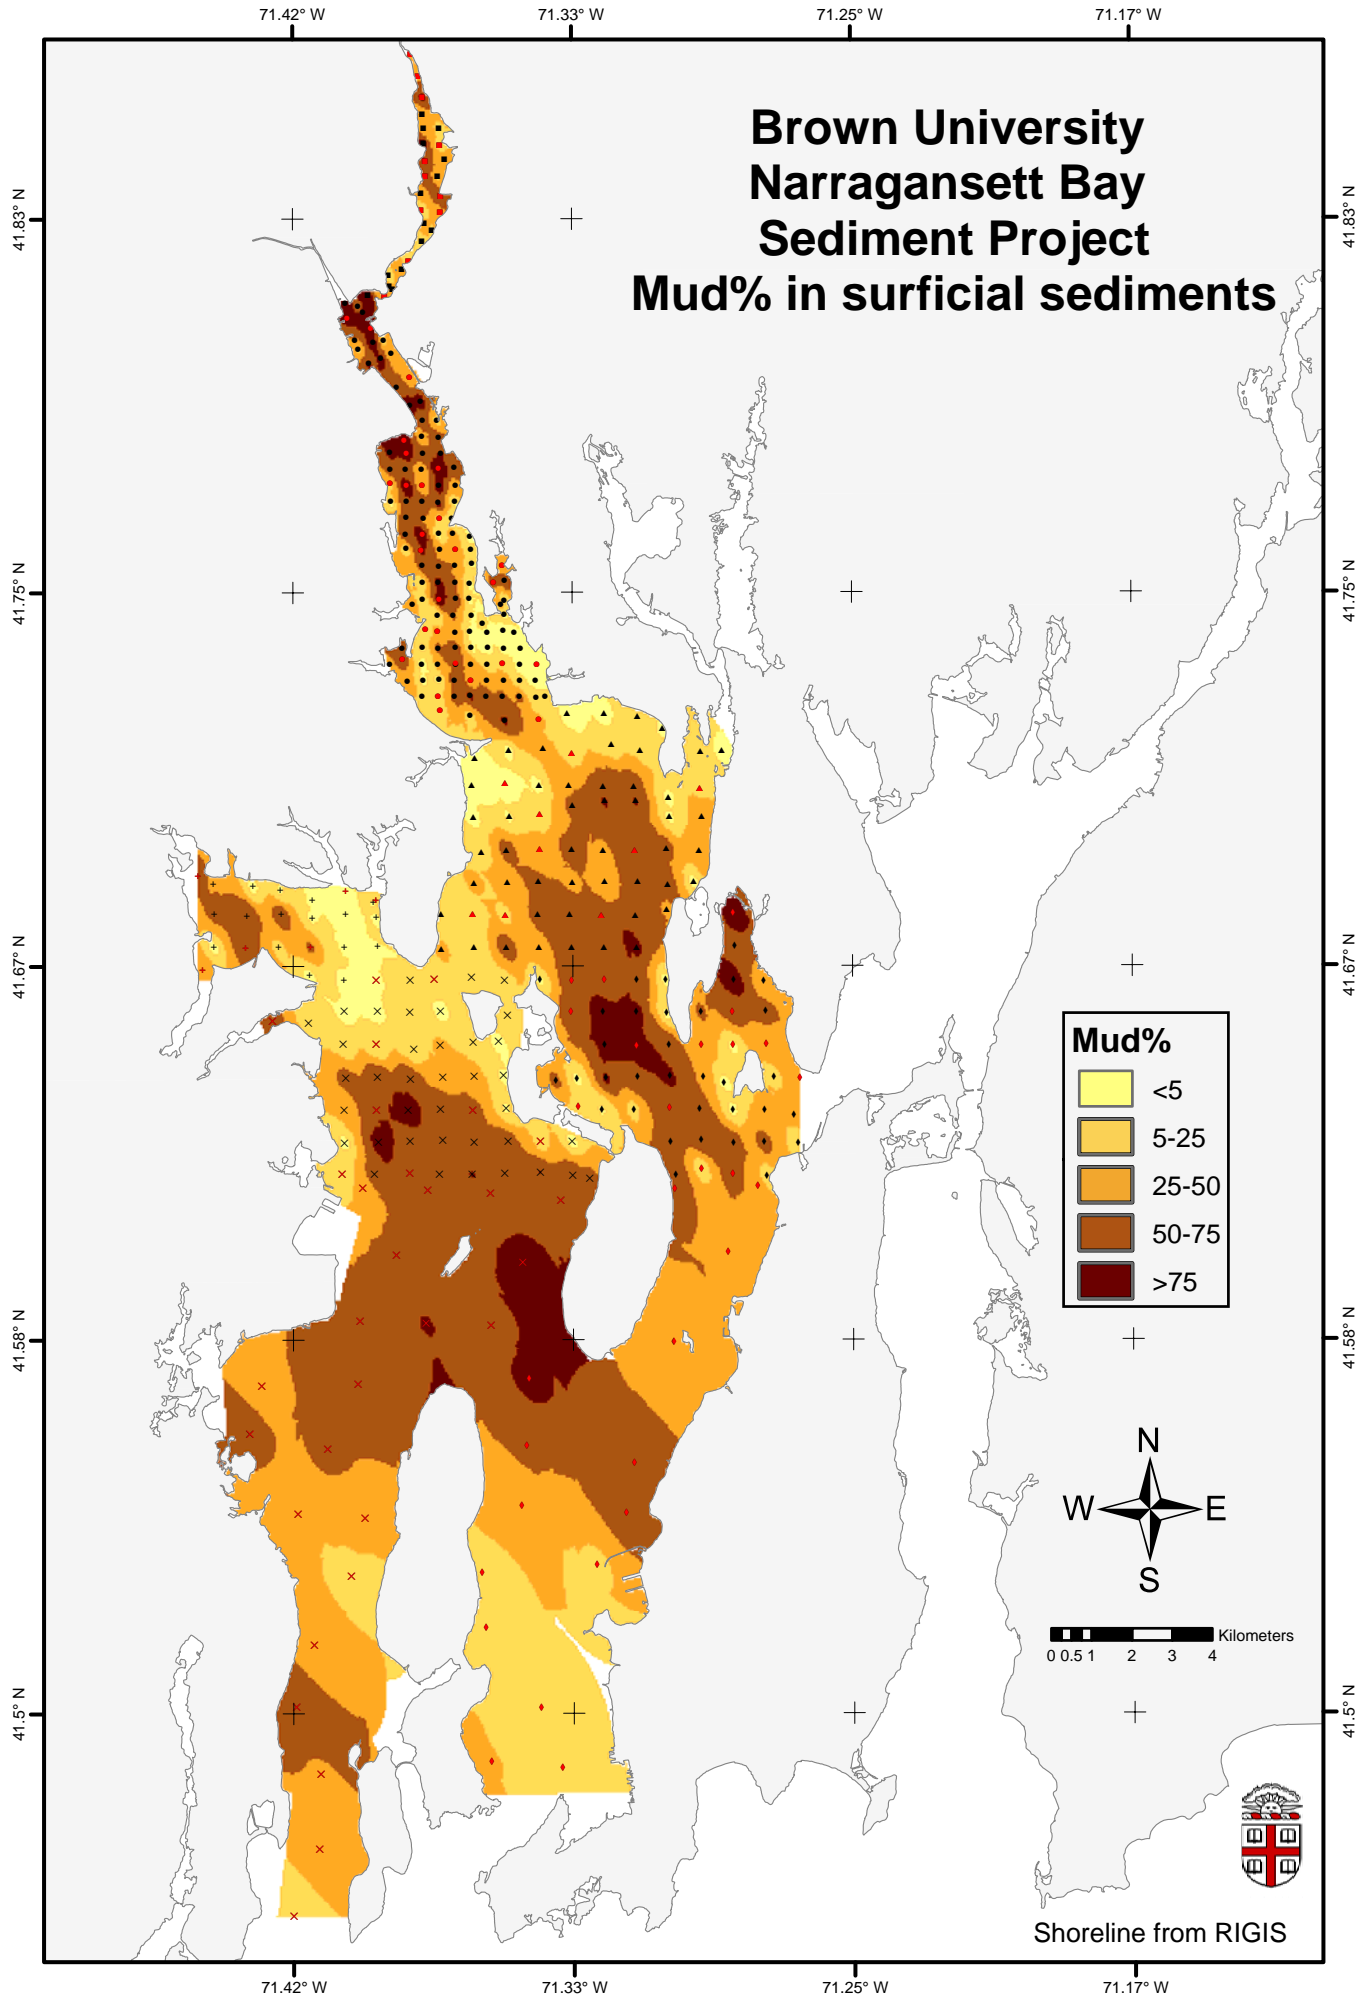 71.42° W 71.33° W 71.25° W 71.17° W
Brown University
Narragansett Bay
Sediment Project
Mud% in surficial sediments
41.83° N 41.83° N
41.75° N 41.75° N
41.67° N 41.67° N
Mud%
<5
5-25
25-50
50-75
>75
41.58° N 41.58° N
N
W E
S
Kilometers
0 0.5 1 2 3 4
41.5° N 41.5° N
Shoreline from RIGIS
71.42° W 71.33° W 71.25° W 71.17° W